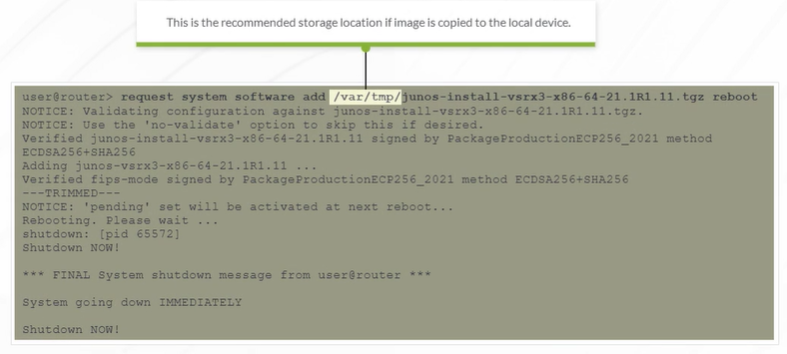 This is the recommended storage location if image is copied to the local device.
user@router> request system software add /var/tmp/junos-install-vsrx3-x86-64-21.1R1.11.tgz reboot
NOTICE: Validating configuration against junos-install-vsrx3-x86-64-21.1R1.11.tgz.
NOTICE: Use the 'no-validate' option to skip this if desired.
Verified junos-install-vsrx3-x86-64-21.1R1.11 signed by PackageProductionECP256_2021 method
ECDSA256+SHA256
Adding junos-vsrx3-x86-64-21.1R1.11 ...
Verified fips-mode signed by PackageProductionECP256_2021 method ECDSA256+SHA256
---TRIMMED---
NOTICE: 'pending' set will be activated at next reboot...
Rebooting. Please wait ...
shutdown: [pid 65572]
Shutdown NOW!
*** FINAL System shutdown message from user@router ***
System going down IMMEDIATELY
Shutdown NOW!